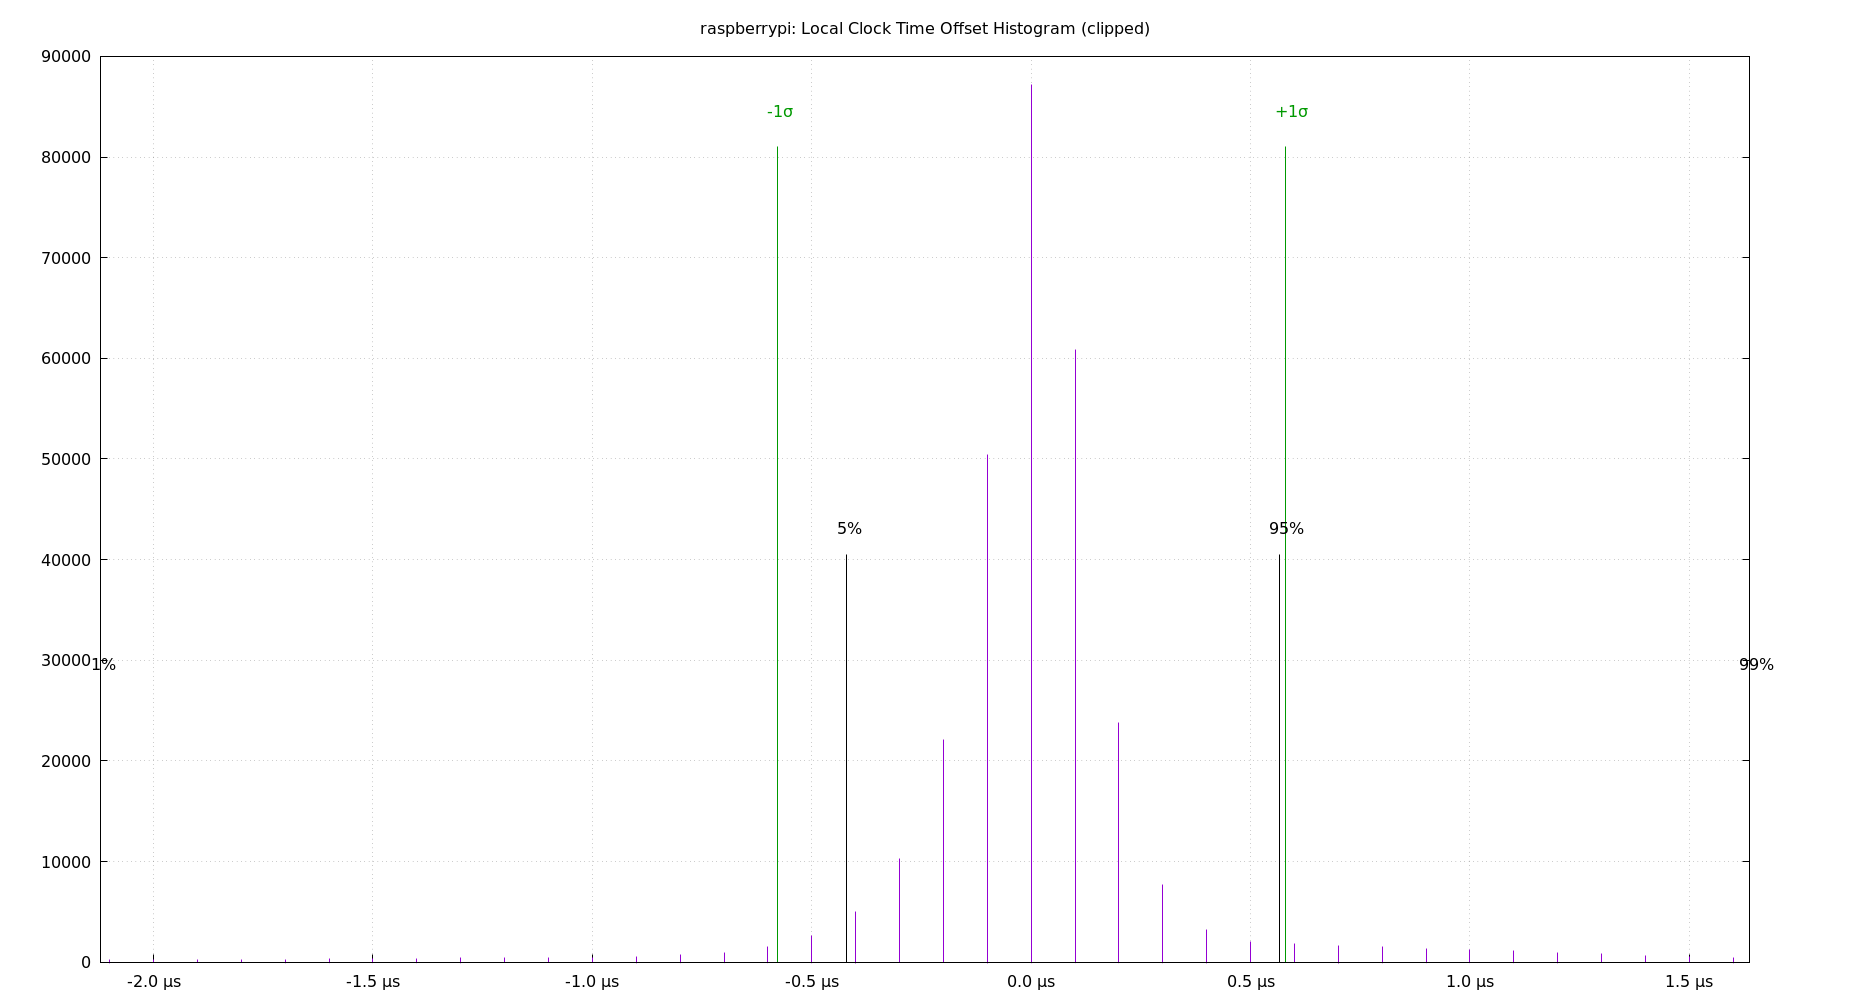 raspberrypi: Local Clock Time Offset Histogram (clipped)
90000
-1σ +1σ
80000
70000
60000
50000
5% 95%
40000
30000 1% 99%
20000
10000
0
-2.0 µs -1.5 µs -1.0 µs -0.5 µs 0.0 µs 0.5 µs 1.0 µs 1.5 µs